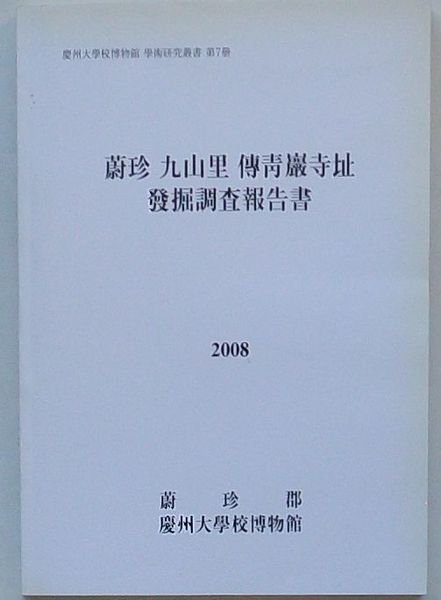 慶州大學校博物館 學術硏究叢書 第7冊
蔚珍 九山里 傳靑巖寺址
發掘調査報告書
2008
蔚珍郡
慶州大學校博物館